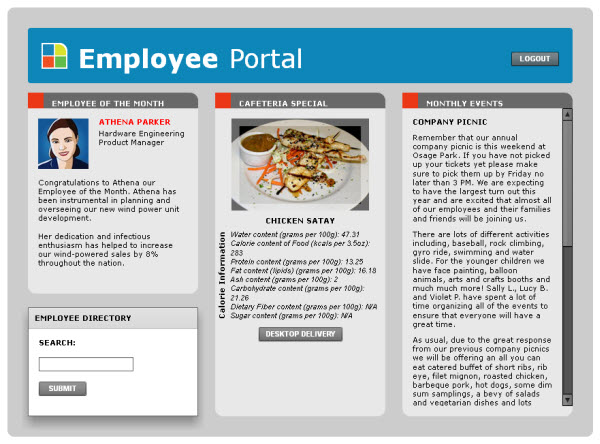 Employee Portal
LOGOUT
EMPLOYEE OF THE MONTH
ATHENA PARKER
Hardware Engineering
Product Manager
Congratulations to Athena our
Employee of the Month. Athena has
been instrumental in planning and
overseeing our new wind power unit
development.
Her dedication and infectious
enthusiasm has helped to increase
our wind-powered sales by 8%
throughout the nation.
EMPLOYEE DIRECTORY
SEARCH:
SUBMIT
CAFETERIA SPECIAL
CHICKEN SATAY
Calorie Information
Water content (grams per 100g): 47.31
Calorie content of Food (kcals per 3.5oz):
283
Protein content (grams per 100g): 13.25
Fat content (lipids) (grams per 100g): 16.18
Ash content (grams per 100g): 2
Carbohydrate content (grams per 100g):
21.26
Dietary Fiber content (grams per 100g): N/A
Sugar content (grams per 100g): N/A
DESKTOP DELIVERY
MONTHLY EVENTS
COMPANY PICNIC
Remember that our annual
company picnic is this weekend at
Osage Park. If you have not picked
up your tickets yet please make
sure to pick them up by Friday no
later than 3 PM. We are expecting
to have the largest turn out this
year and are excited that almost all
of our employees and their families
and friends will be joining us.
There are lots of different activities
including, baseball, rock climbing,
gyro ride, swimming and water
slide. For the younger children we
have face painting, balloon
animals, arts and crafts booths and
much much more! Sally L., Lucy B.
and Violet P. have spent a lot of
time organizing all of the events to
ensure that everyone will have a
great time.
As usual, due to the great response
from our previous company picnics
we will be offering an all you can
eat catered buffet of short ribs, rib
eye, filet mignon, roasted chicken,
barbeque pork, hot dogs, some dim
sum samplings, a bevy of salads
and vegetarian dishes and lots